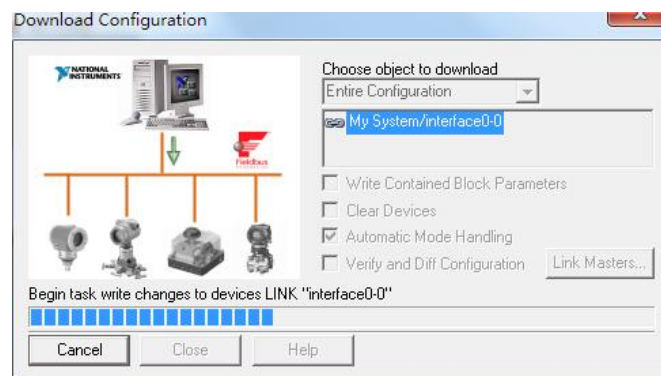 Download Configuration
NATIONAL
INSTRUMENTS
Fieldbus
Choose object to download
Entire Configuration
My System/interface0-0
Write Contained Block Parameters
Clear Devices
Automatic Mode Handling
Verify and Diff Configuration
Link Masters...
Begin task write changes to devices LINK "interface0-0"
Cancel
Close
Help